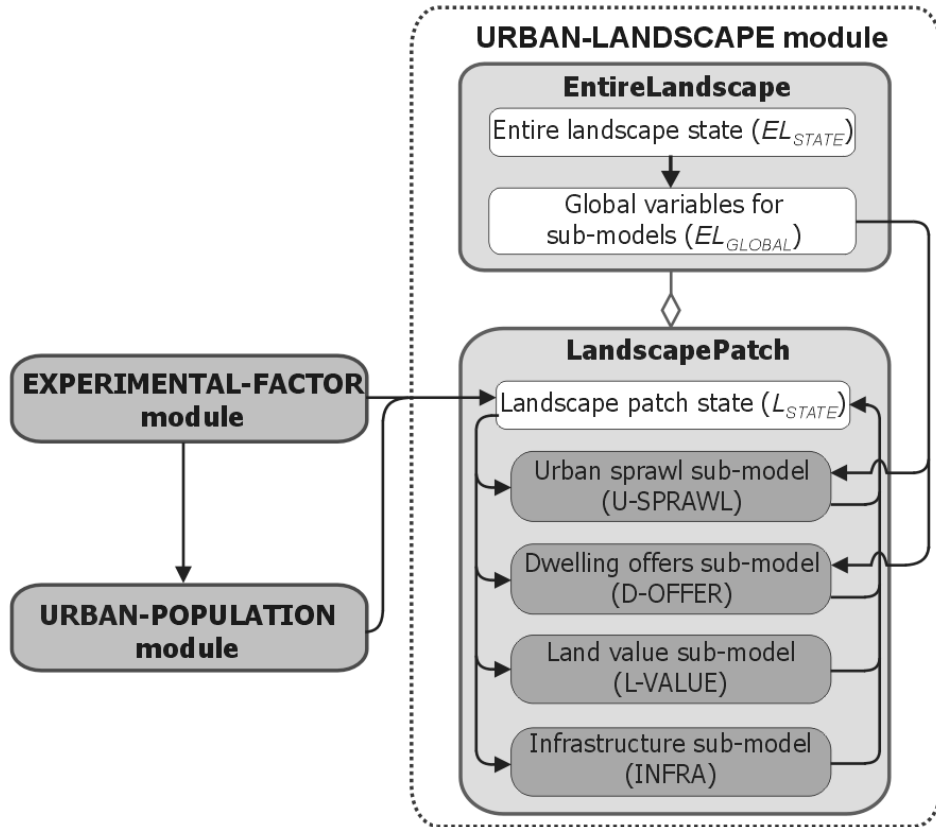 URBAN-LANDSCAPE module
EntireLandscape
Entire landscape state (EL_STATE)
Global variables for
sub-models (EL_GLOBAL)
LandscapePatch
Landscape patch state (L_STATE)
Urban sprawl sub-model
(U-SPRAWL)
Dwelling offers sub-model
(D-OFFER)
Land value sub-model
(L-VALUE)
Infrastructure sub-model
(INFRA)
EXPERIMENTAL-FACTOR
module
URBAN-POPULATION
module